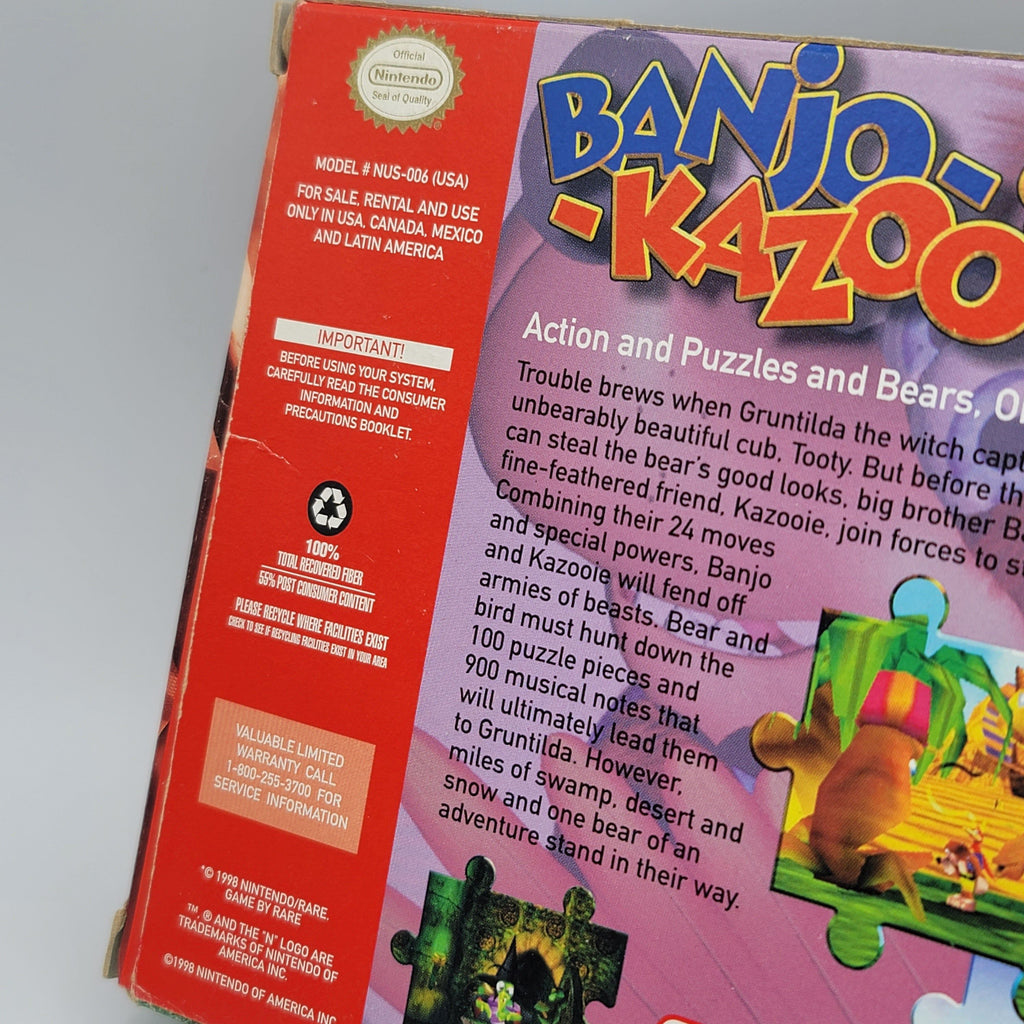 Official
Nintendo
Seal of Quality
MODEL # NUS-006 (USA)
FOR SALE, RENTAL AND USE
ONLY IN USA, CANADA, MEXICO
AND LATIN AMERICA
IMPORTANT!
BEFORE USING YOUR SYSTEM,
CAREFULLY READ THE CONSUMER
INFORMATION AND
PRECAUTIONS BOOKLET.
100%
TOTAL RECOVERED FIBER
55% POST CONSUMER CONTENT
PLEASE RECYCLE WHERE FACILITIES EXIST
CHECK TO SEE IF RECYCLING FACILITIES EXIST IN YOUR AREA
VALUABLE LIMITED
WARRANTY CALL
1-800-255-3700 FOR
SERVICE INFORMATION
*© 1998 NINTENDO/RARE.
GAME BY RARE
™, ® AND THE "N" LOGO ARE
TRADEMARKS OF NINTENDO OF
AMERICA INC.
©1998 NINTENDO OF AMERICA INC
BANJO-
-KAZOO
Action and Puzzles and Bears,
Trouble brews when Gruntilda the witch capt
unbearably beautiful cub, Tooty. But before th
can steal the bear's good looks, big brother Ba
fine-feathered friend, Kazooie, join forces to s
Combining their 24 moves
and special powers, Banjo
and Kazooie will fend off
armies of beasts. Bear and
bird must hunt down the
100 puzzle pieces and
900 musical notes that
will ultimately lead them
to Gruntilda. However,
miles of swamp, desert and
snow and one bear of an
adventure stand in their way.